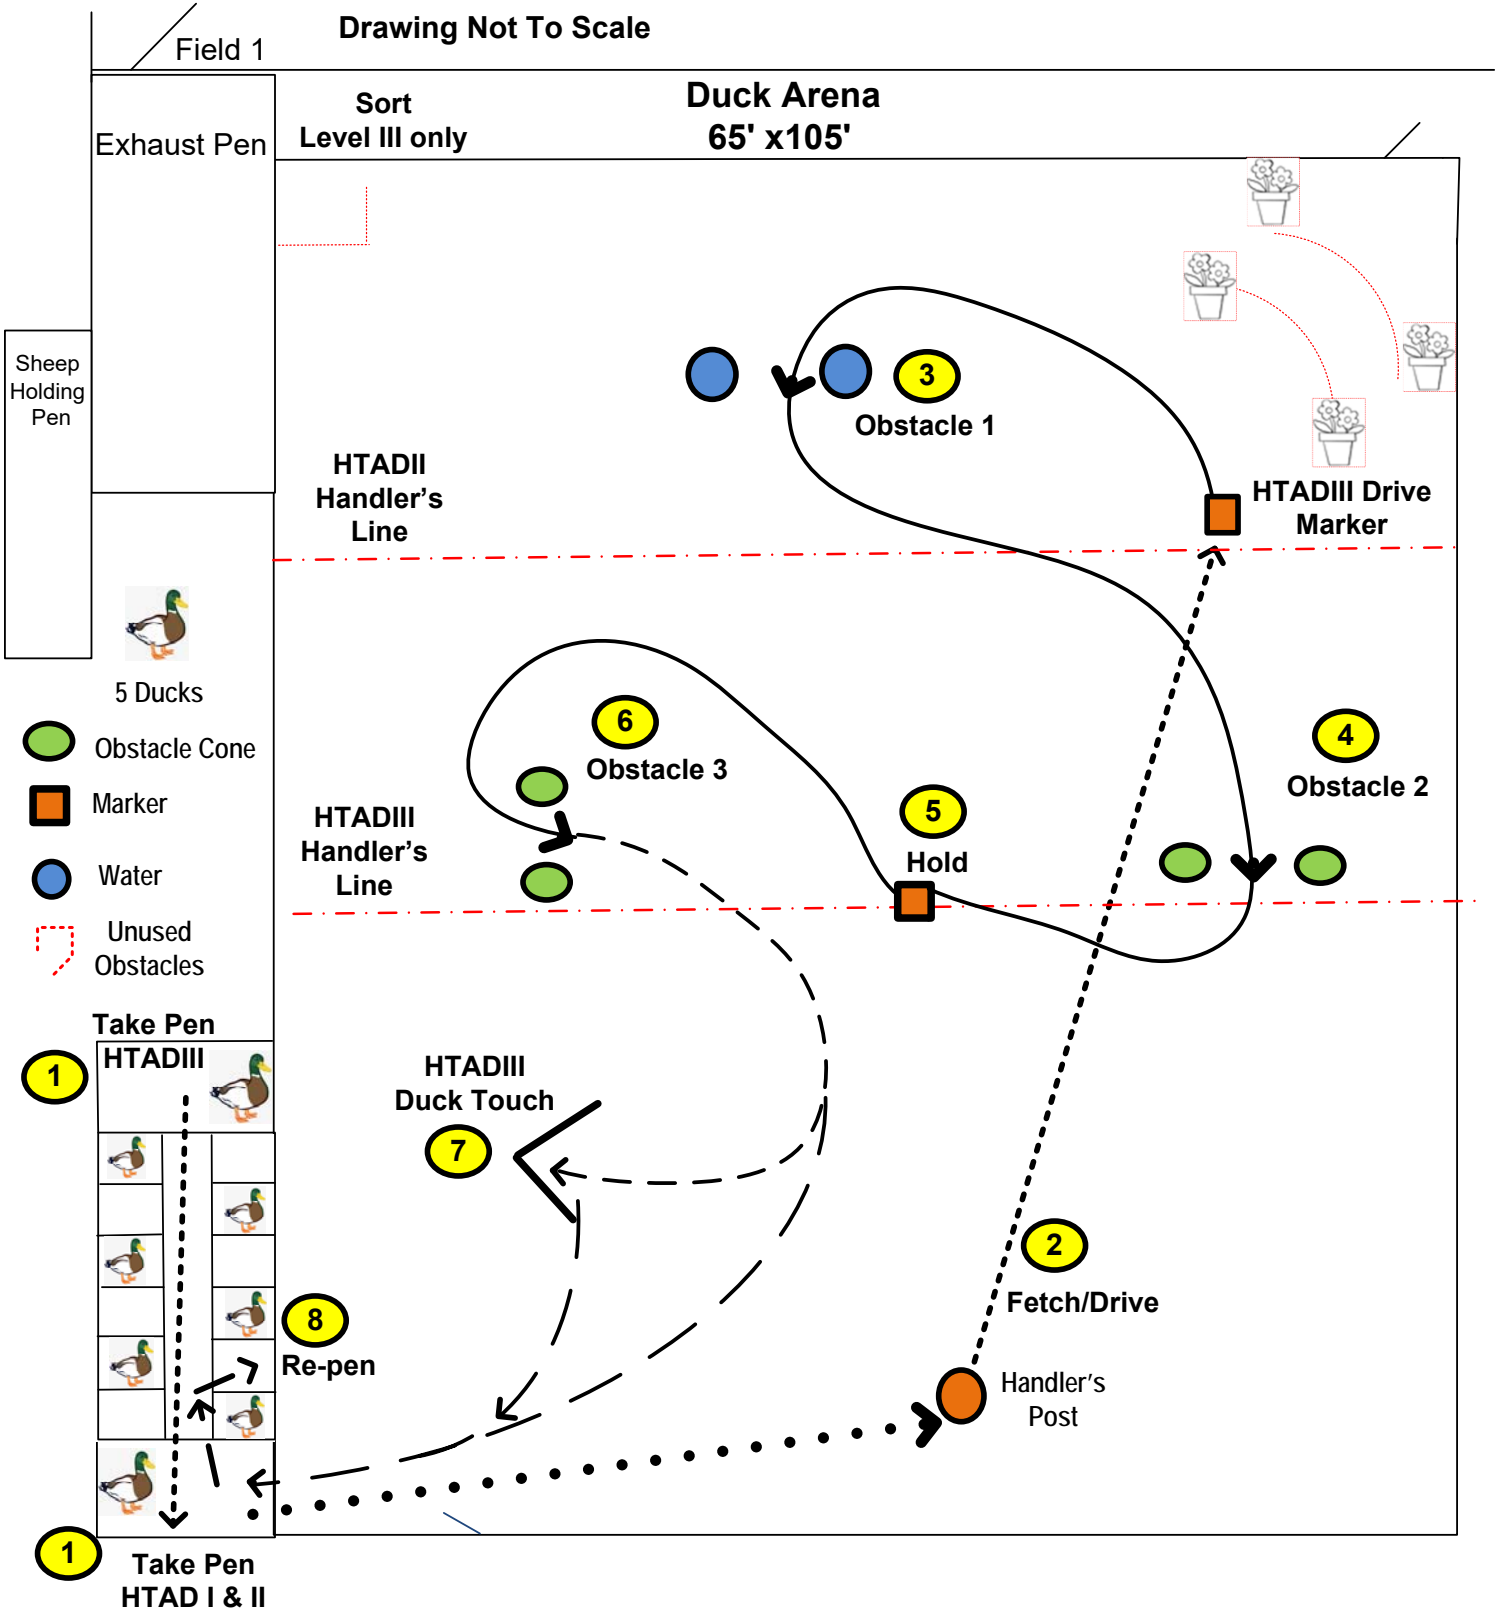 Drawing Not To Scale
Field 1
Duck Arena
65' x105'
Sort
Level III only
Exhaust Pen
Sheep
Holding
Pen
3
Obstacle 1
HTADII
Handler's
Line
HTADIII Drive
Marker
5 Ducks
Obstacle Cone
Marker
Water
Unused
Obstacles
6
Obstacle 3
4
Obstacle 2
5
Hold
HTADIII
Handler's
Line
Take Pen
HTADIII
1
HTADIII
Duck Touch
7
2
Fetch/Drive
8
Re-pen
Handler's
Post
1
Take Pen
HTAD I & II